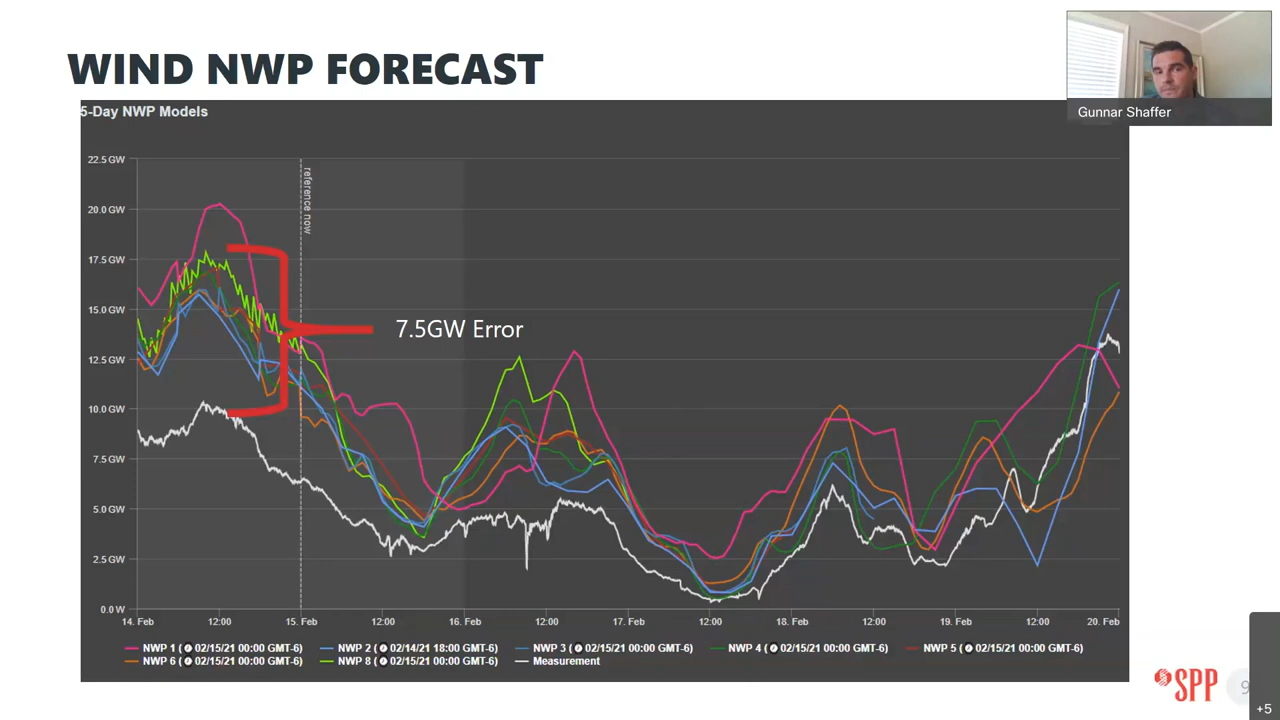 WIND NWP FORECAST
Gunnar Shaffer
5-Day NWP Models
22.5 GW
20.0 GW
17.5 GW
15.0 GW
12.5 GW
10.0 GW
7.5 GW
5.0 GW
2.5 GW
0.0 W
reference now
7.5GW Error
14. Feb 12:00 15. Feb 12:00 16. Feb 12:00 17. Feb 12:00 18. Feb 12:00 19. Feb 12:00 20. Feb
NWP 1 ( 02/15/21 00:00 GMT-6) NWP 2 ( 02/14/21 18:00 GMT-6) NWP 3 ( 02/15/21 00:00 GMT-6) NWP 4 ( 02/15/21 00:00 GMT-6) NWP 5 ( 02/15/21 00:00 GMT-6)
NWP 6 ( 02/15/21 00:00 GMT-6) NWP 8 ( 02/15/21 00:00 GMT-6) Measurement
SPP
9
+5